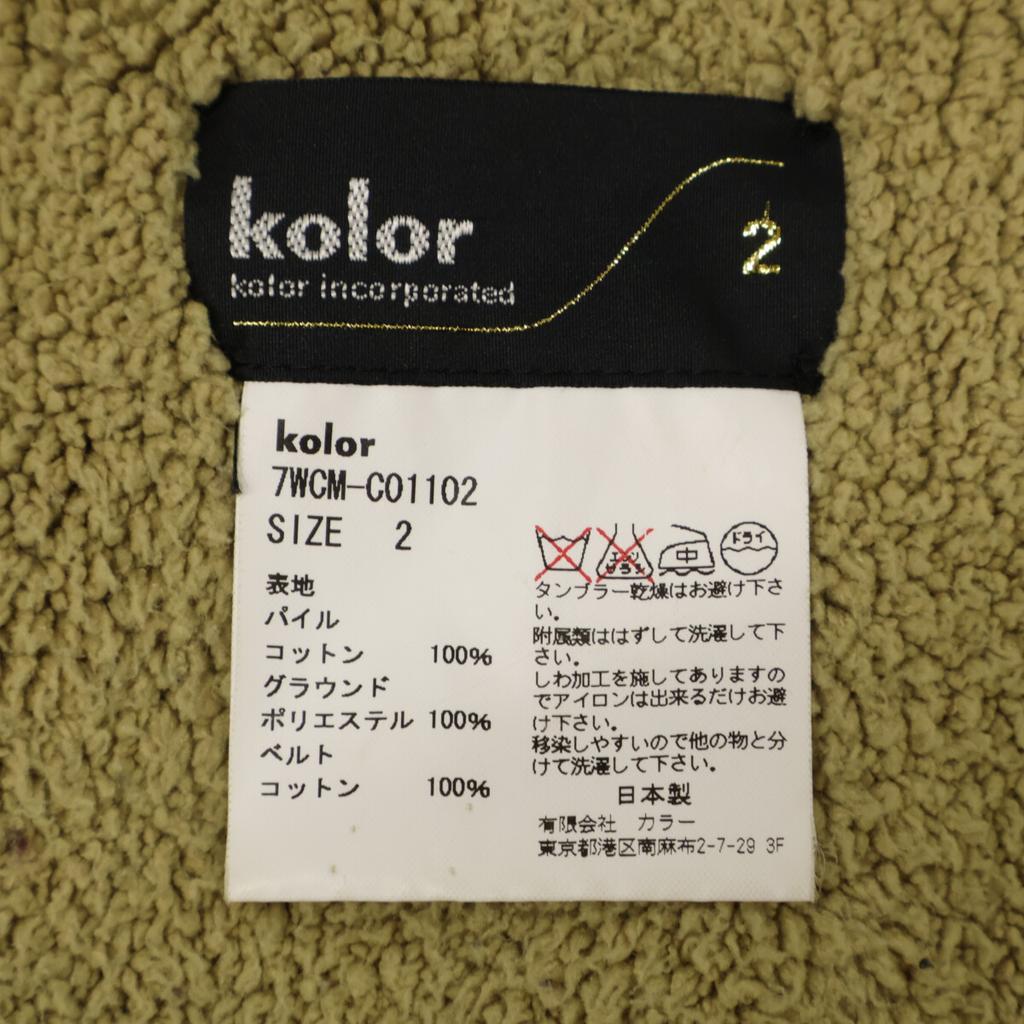 kolor
kolor incorporated
2
kolor
7WCM-C01102
SIZE 2
表地
パイル
コットン 100%
グラウンド
ポリエステル 100%
ベルト
コットン 100%
エンソ
サラシ
中
ドライ
タンブラー乾燥はお避け下さ
い。
附属類ははずして洗濯して下
さい。
しわ加工を施してありますの
でアイロンは出来るだけお避
け下さい。
移染しやすいので他の物と分
けて洗濯して下さい。
日本製
有限会社 カラー
東京都港区南麻布2-7-29 3F